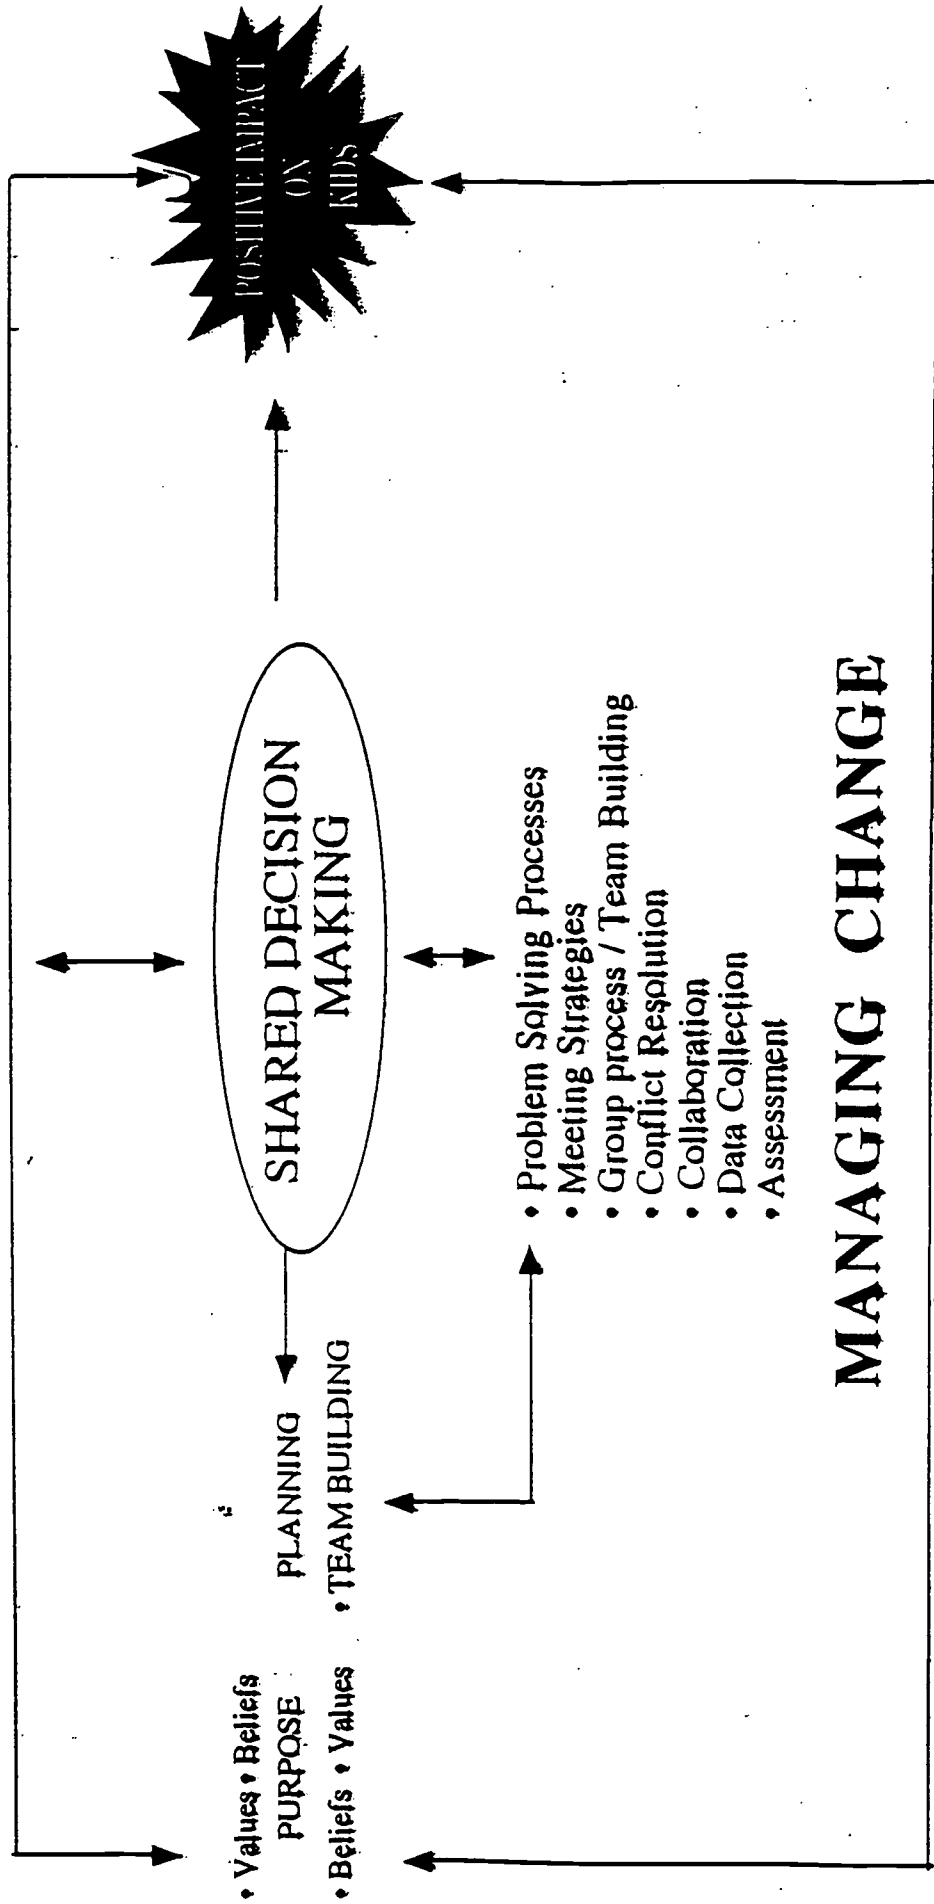 • Values • Beliefs
PURPOSE
• Beliefs • Values
PLANNING
• TEAM BUILDING
SHARED DECISION
MAKING
POSITIVE IMPACT
ON
KIDS
• Problem Solving Processes
• Meeting Strategies
• Group process / Team Building
• Conflict Resolution
• Collaboration
• Data Collection
• Assessment
MANAGING CHANGE